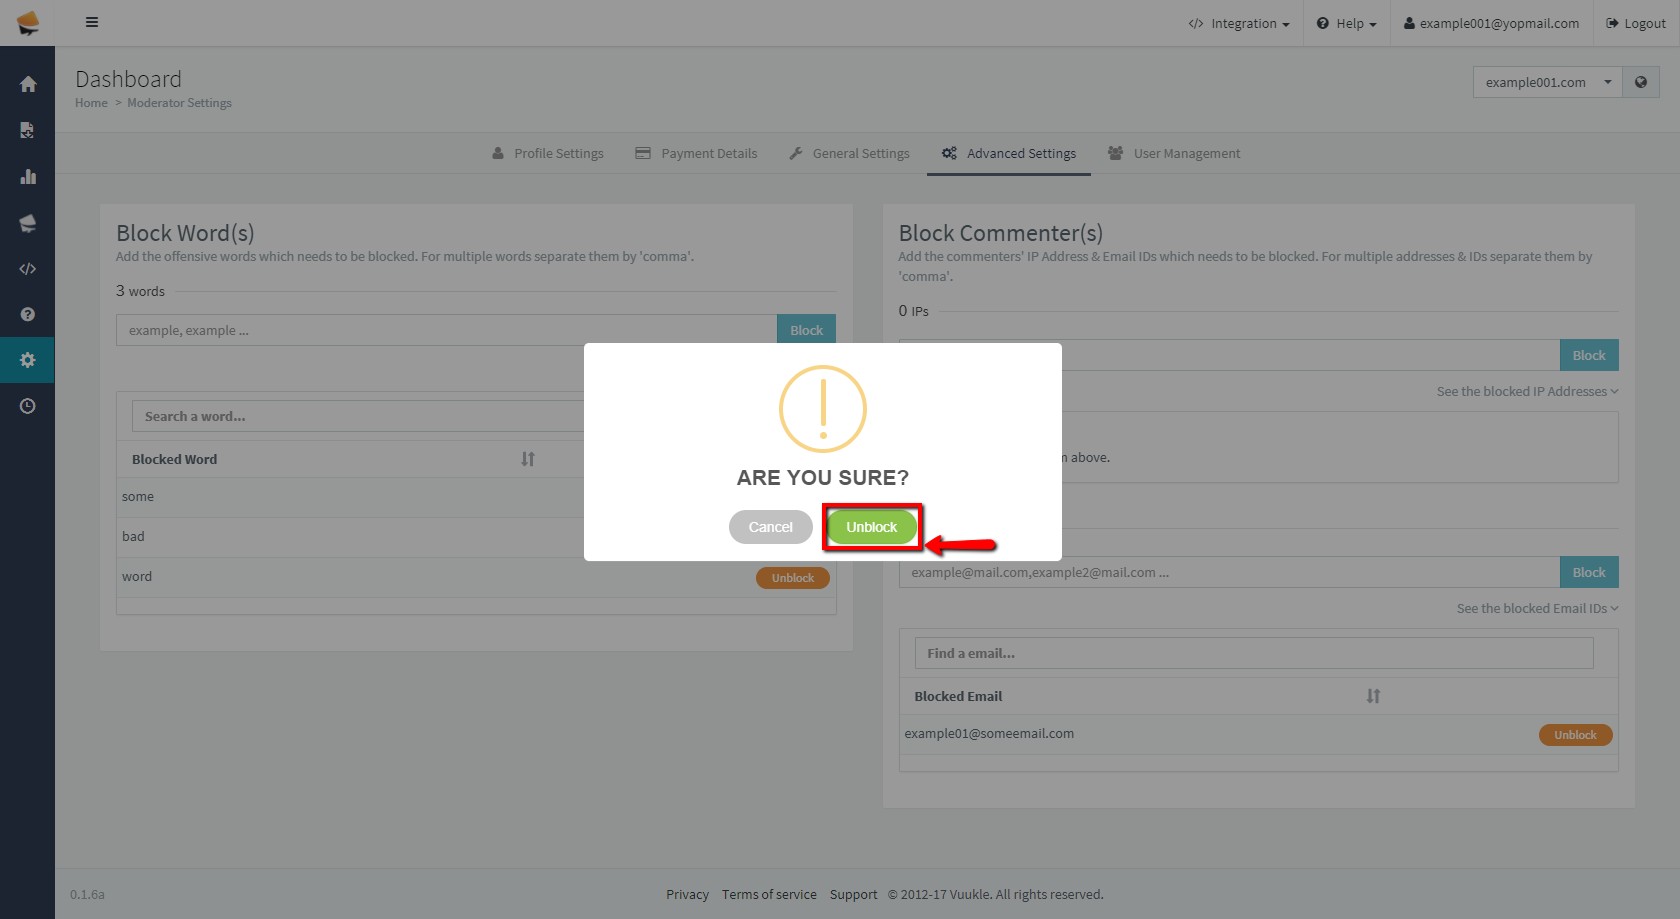 Integration
Help
example001@yopmail.com
Logout
Dashboard
Home > Moderator Settings
example001.com
Profile Settings
Payment Details
General Settings
Advanced Settings
User Management
Block Word(s)
Add the offensive words which needs to be blocked. For multiple words separate them by 'comma'.
3 words
example, example ...
Block
Search a word...
Blocked Word
some
bad
word
Unblock
Block Commenter(s)
Add the commenters' IP Address & Email IDs which needs to be blocked. For multiple addresses & IDs separate them by
'comma'.
0 IPs
Block
See the blocked IP Addresses
above.
example@mail.com,example2@mail.com ...
Block
See the blocked Email IDs
Find a email...
Blocked Email
example01@someemail.com
Unblock
ARE YOU SURE?
Cancel
Unblock
0.1.6a
Privacy Terms of service Support © 2012-17 Vuukle. All rights reserved.